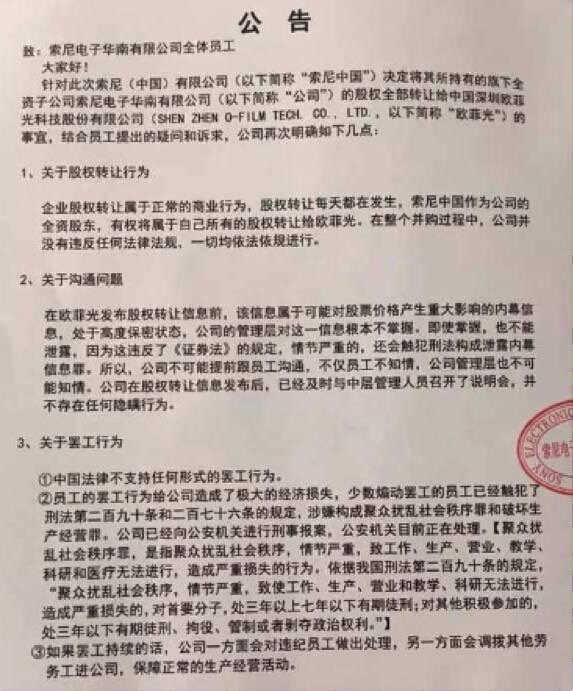 公 告
致：索尼电子华南有限公司全体员工
大家好！
针对此次索尼（中国）有限公司（以下简称“索尼中国”）决定将其所持有的旗下全
资子公司索尼电子华南有限公司（以下简称“公司”）的股权全部转让给中国深圳欧菲
光科技股份有限公司（SHEN ZHEN O-FILM TECH. CO., LTD.，以下简称“欧菲光”）的
事宜，结合员工提出的疑问和诉求，公司再次明确如下几点：
1、关于股权转让行为
企业股权转让属于正常的商业行为，股权转让每天都在发生，索尼中国作为公司的
全资股东，有权将属于自己所有的股权转让给欧菲光。在整个并购过程中，公司并
没有违反任何法律法规，一切均依法依规进行。
2、关于沟通问题
在欧菲光发布股权转让信息前，该信息属于可能对股票价格产生重大影响的内幕信
息，处于高度保密状态，公司的管理层对这一信息根本不掌握。即便掌握，也不能
泄露，因为这违反了《证券法》的规定，情节严重的，还会触犯刑法构成泄露内幕
信息罪。所以，公司不可能提前跟员工沟通，不仅员工不知情，公司管理层也不可
能知情。公司在股权转让信息发布后，已经及时与中层管理人员召开了说明会，并
不存在任何隐瞒行为。
3、关于罢工行为
①中国法律不支持任何形式的罢工行为。
②员工的罢工行为给公司造成了极大的经济损失，少数煽动罢工的员工已经触犯了
刑法第二百九十条和二百七十六条的规定，涉嫌构成聚众扰乱社会秩序罪和破坏生
产经营罪。公司已经向公安机关进行刑事报案，公安机关目前正在处理。【聚众扰
乱社会秩序罪，是指聚众扰乱社会秩序，情节严重，致工作、生产、营业、教学、
科研和医疗无法进行，造成严重损失的行为。依据我国刑法第二百九十条的规定，
“聚众扰乱社会秩序，情节严重，致使工作、生产、营业和教学、科研无法进行，
造成严重损失的，对首要分子，处三年以上七年以下有期徒刑；对其他积极参加的，
处三年以下有期徒刑、拘役、管制或者剥夺政治权利。”】
③如果罢工持续的话，公司一方面会对违纪员工做出处理，另一方面会调拨其他劳
务工进公司，保障正常的生产经营活动。
SONY ELECTRONIC
索尼电子